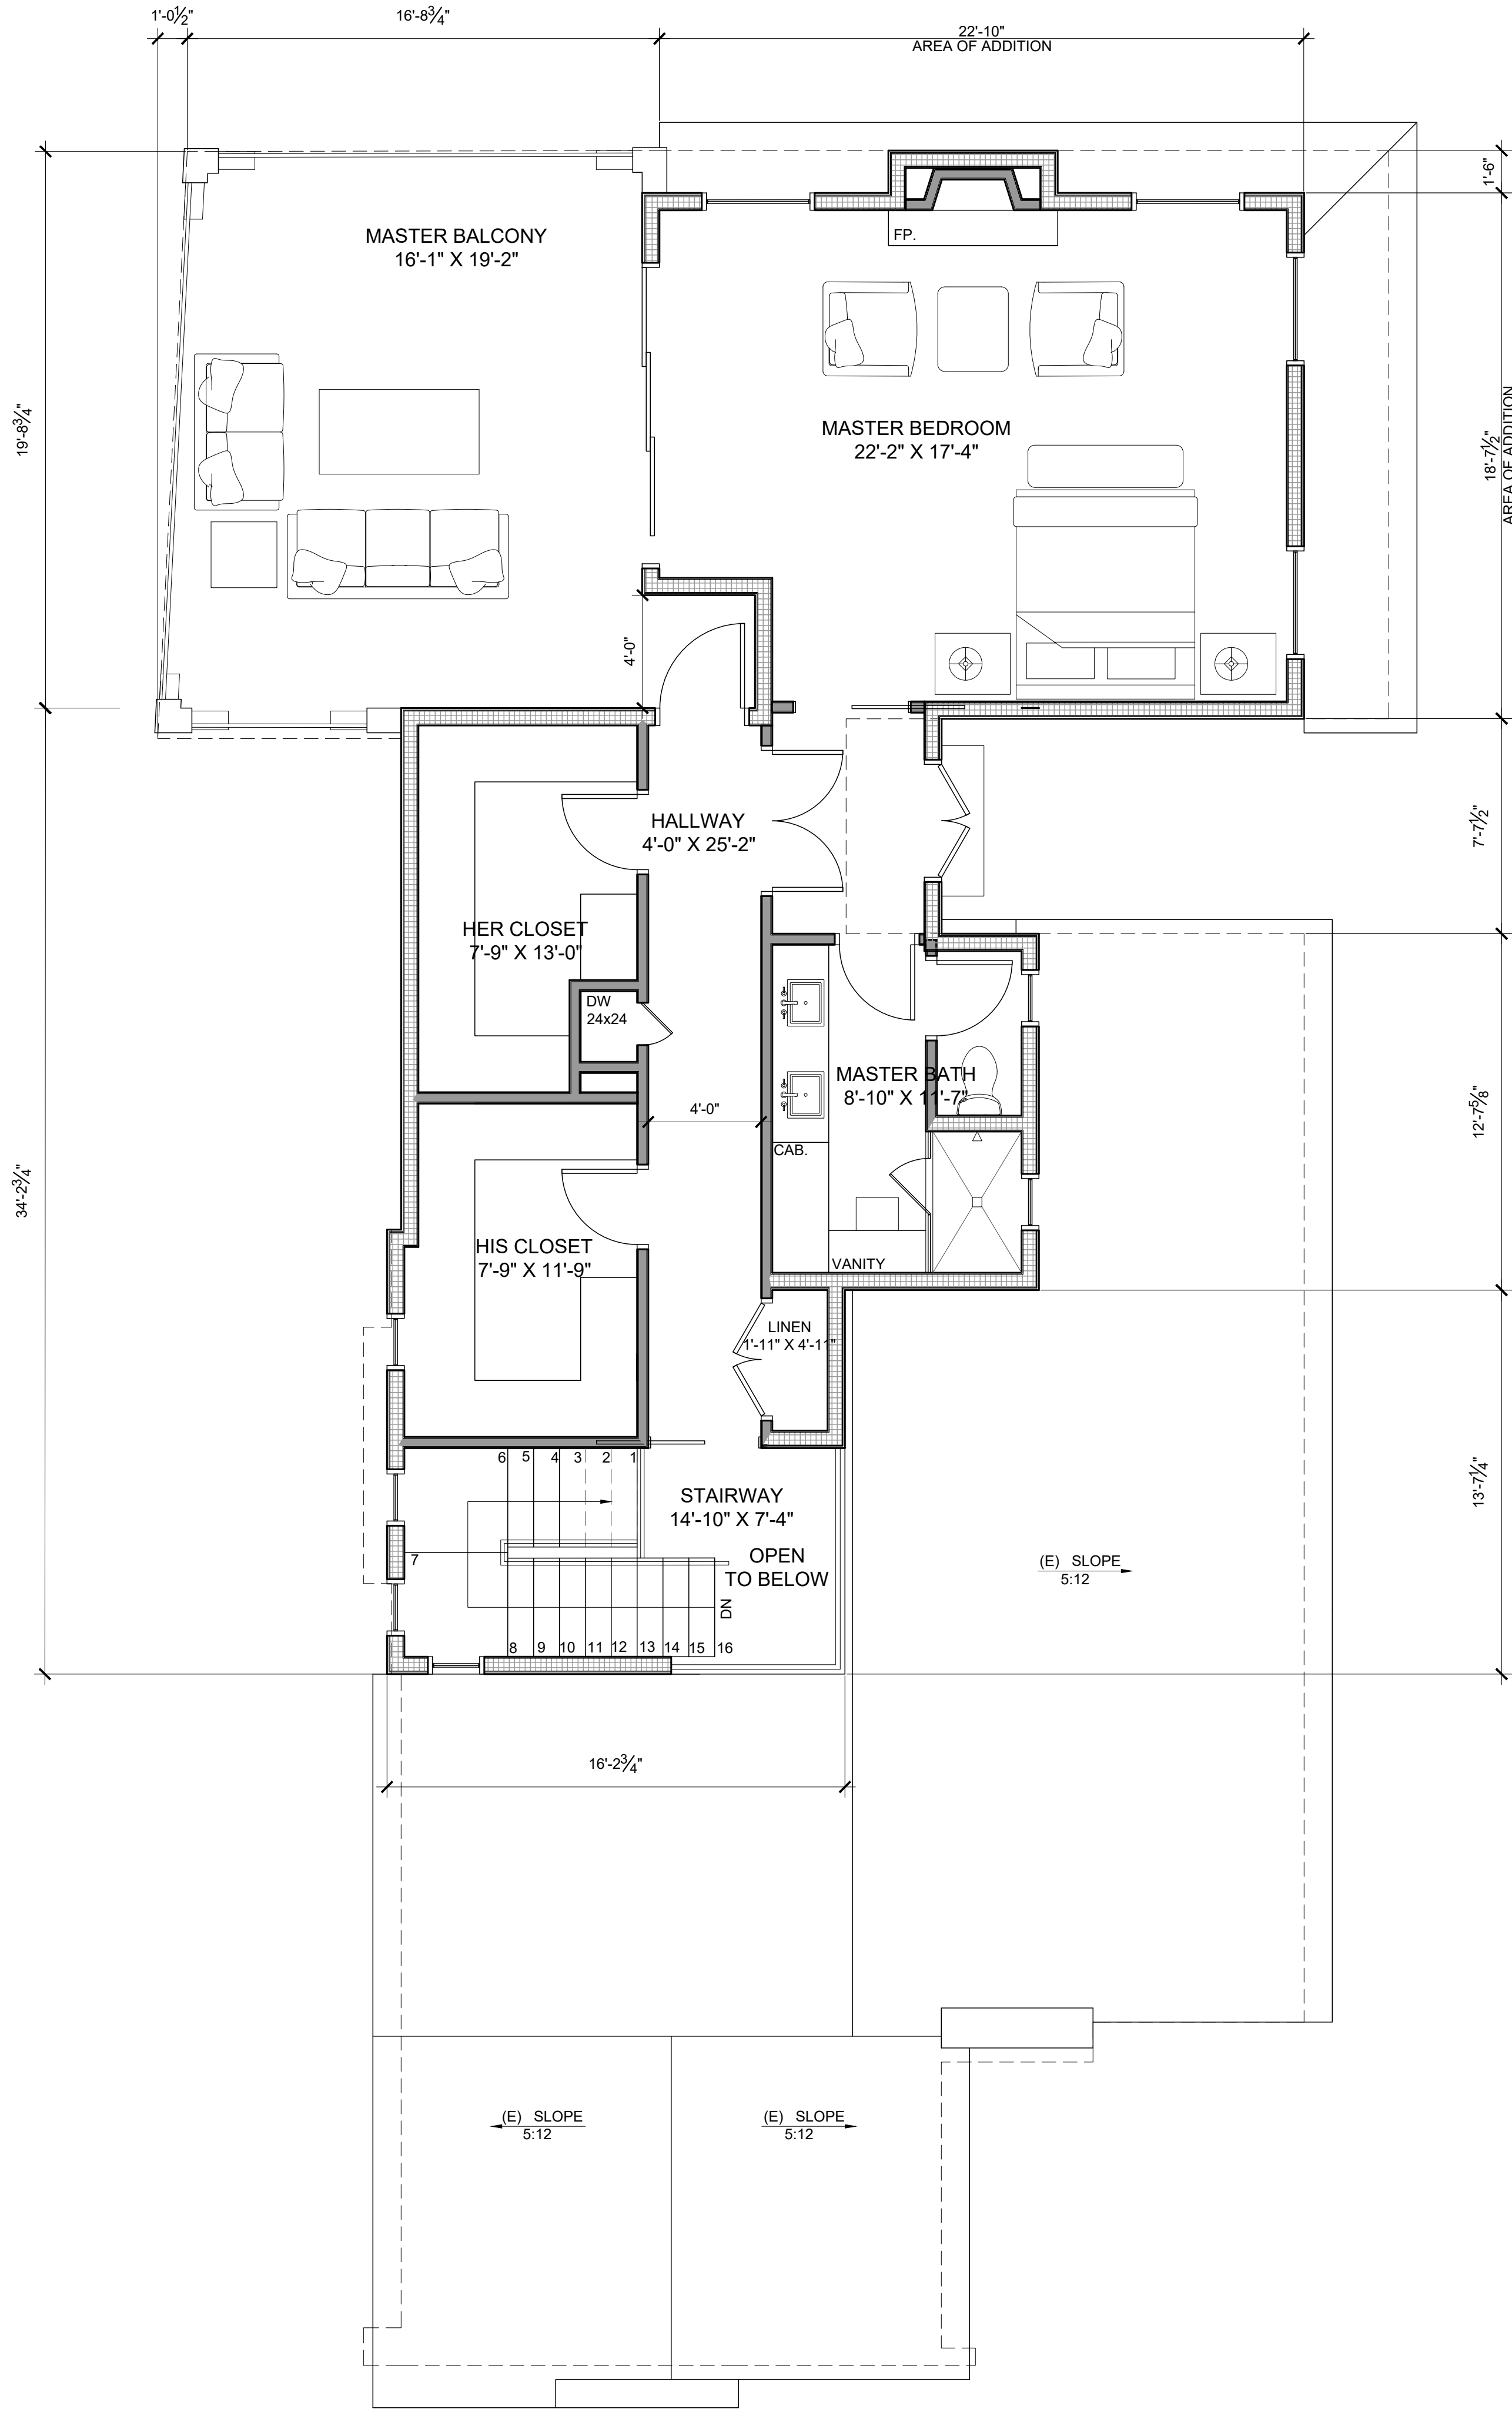 1'-0½"
16'-8¾"
22'-10"
AREA OF ADDITION
1'-6"
MASTER BALCONY
16'-1" X 19'-2"
FP.
19'-8¾"
MASTER BEDROOM
22'-2" X 17'-4"
18'-7½"
AREA OF ADDITION
4'-0"
HALLWAY
4'-0" X 25'-2"
7'-7½"
HER CLOSET
7'-9" X 13'-0"
DW
24x24
MASTER BATH
8'-10" X 11'-7"
12'-7⅝"
4'-0"
CAB.
34'-2¾"
HIS CLOSET
7'-9" X 11'-9"
VANITY
LINEN
1'-11" X 4'-11"
6 5 4 3 2 1
STAIRWAY
14'-10" X 7'-4"
13'-7¼"
7
OPEN
TO BELOW
(E) SLOPE
5:12
DN
8 9 10 11 12 13 14 15 16
16'-2¾"
(E) SLOPE
5:12
(E) SLOPE
5:12